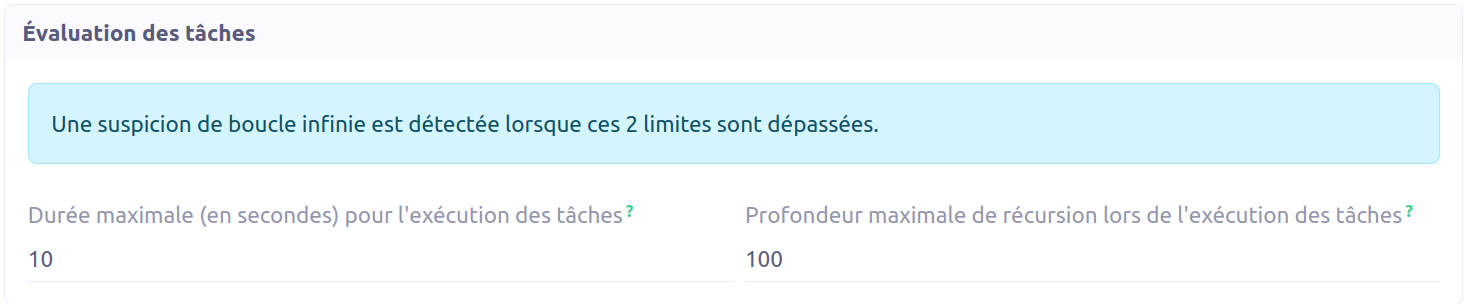 Évaluation des tâches
Une suspicion de boucle infinie est détectée lorsque ces 2 limites sont dépassées.
Durée maximale (en secondes) pour l'exécution des tâches ?
Profondeur maximale de récursion lors de l'exécution des tâches ?
10
100